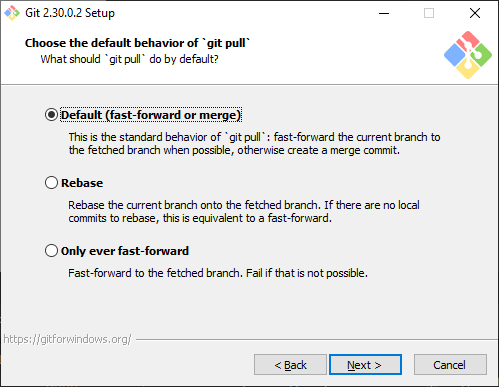 Git 2.30.0.2 Setup
Choose the default behavior of `git pull`
What should `git pull` do by default?
Default (fast-forward or merge)
This is the standard behavior of `git pull`: fast-forward the current branch to
the fetched branch when possible, otherwise create a merge commit.
Rebase
Rebase the current branch onto the fetched branch. If there are no local
commits to rebase, this is equivalent to a fast-forward.
Only ever fast-forward
Fast-forward to the fetched branch. Fail if that is not possible.
https://gitforwindows.org/
< Back Next > Cancel